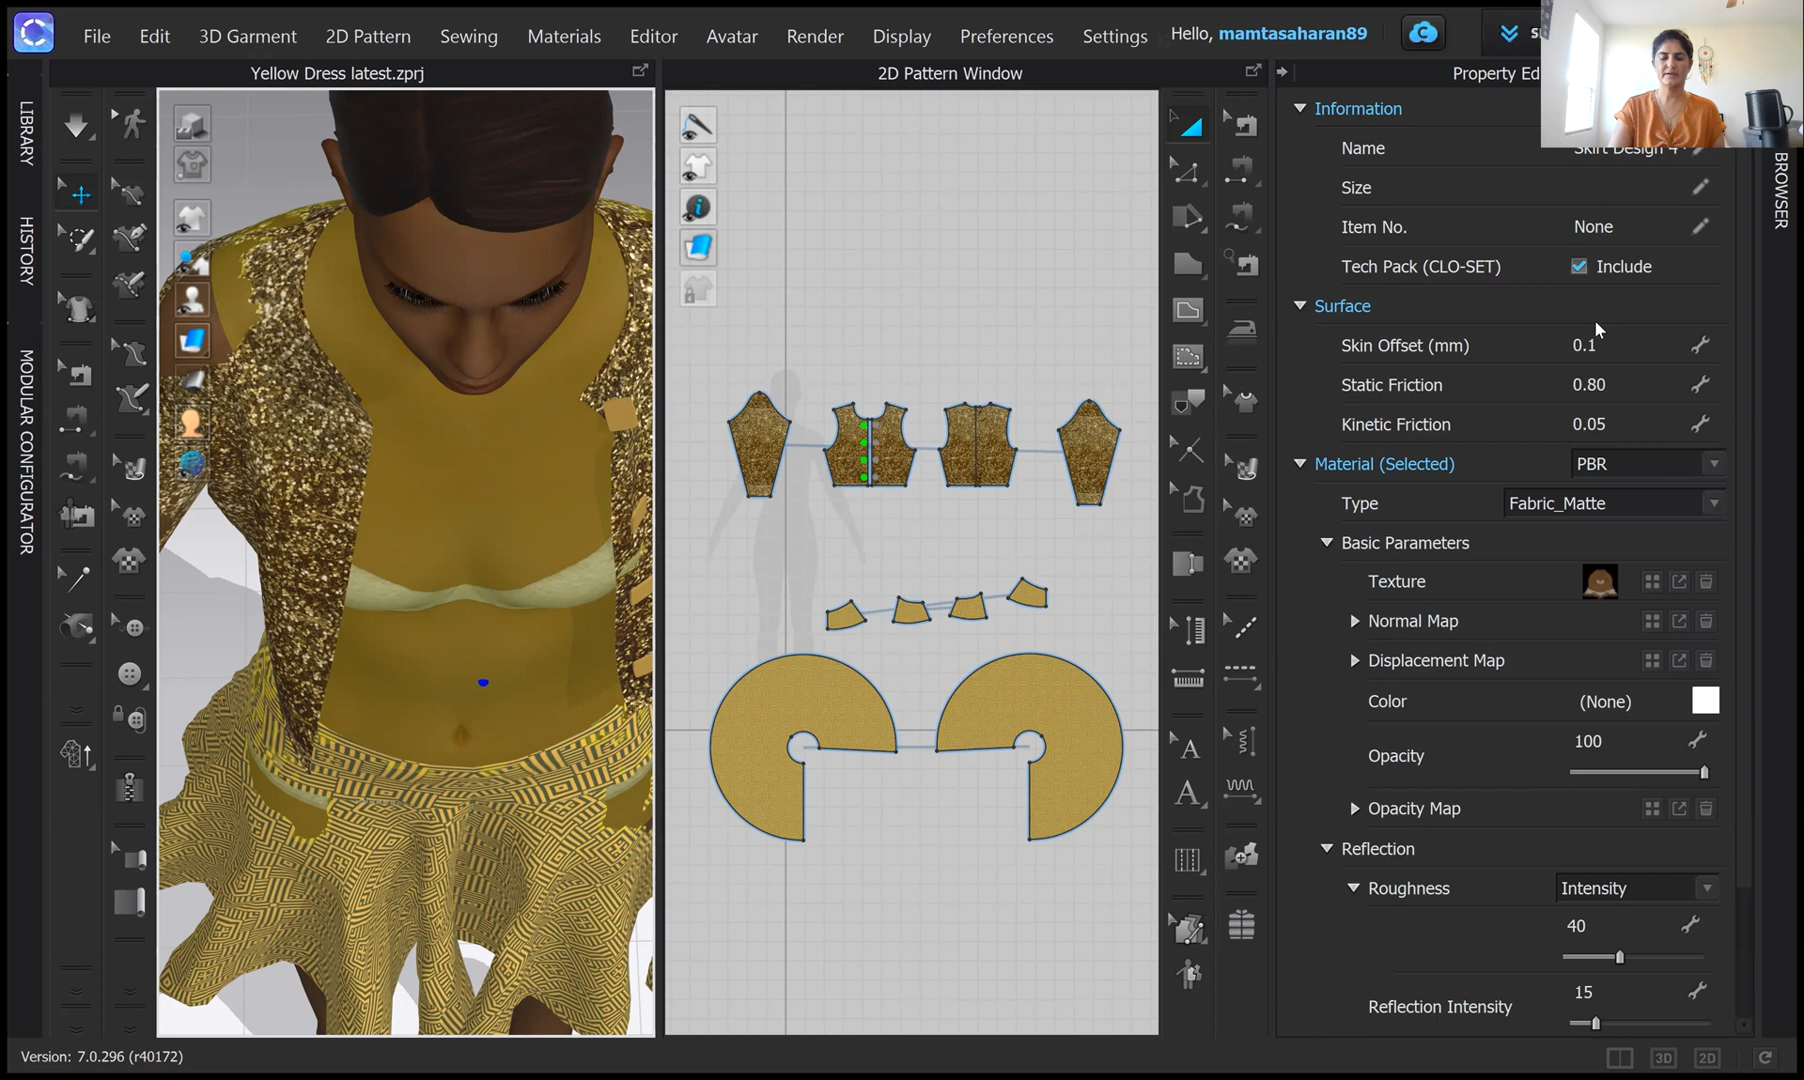 File Edit 3D Garment 2D Pattern Sewing Materials Editor Avatar Render Display Preferences Settings Hello, mamtasaharan89
Yellow Dress latest.zprj
2D Pattern Window
Property Ed
LIBRARY
HISTORY
MODULAR CONFIGURATOR
BROWSER
Information
Name Skirt Design 4
Size
Item No. None
Tech Pack (CLO-SET) Include
Surface
Skin Offset (mm) 0.1
Static Friction 0.80
Kinetic Friction 0.05
Material (Selected) PBR
Type Fabric_Matte
Basic Parameters
Texture
Normal Map
Displacement Map
Color (None)
Opacity 100
Opacity Map
Reflection
Roughness Intensity
40
Reflection Intensity 15
Version: 7.0.296 (r40172)
3D 2D